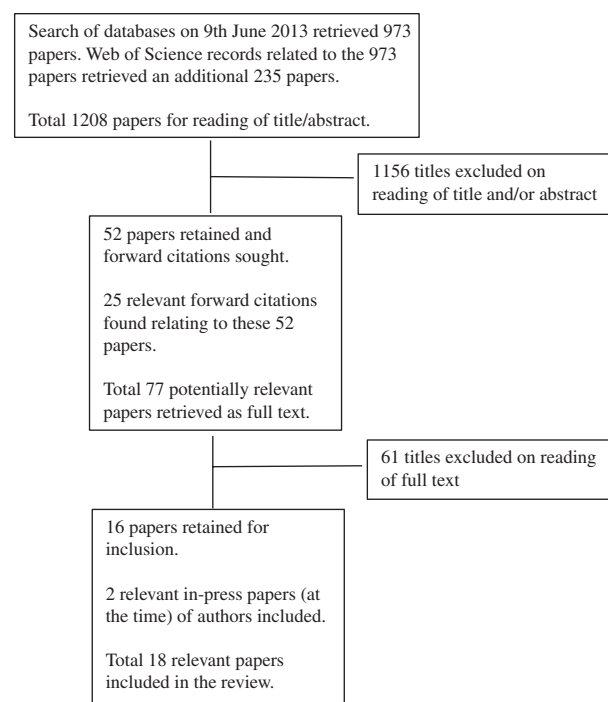 Search of databases on 9th June 2013 retrieved 973
papers. Web of Science records related to the 973
papers retrieved an additional 235 papers.
Total 1208 papers for reading of title/abstract.
1156 titles excluded on
reading of title and/or abstract
52 papers retained and
forward citations sought.
25 relevant forward citations
found relating to these 52
papers.
Total 77 potentially relevant
papers retrieved as full text.
61 titles excluded on reading
of full text
16 papers retained for
inclusion.
2 relevant in-press papers (at
the time) of authors included.
Total 18 relevant papers
included in the review.